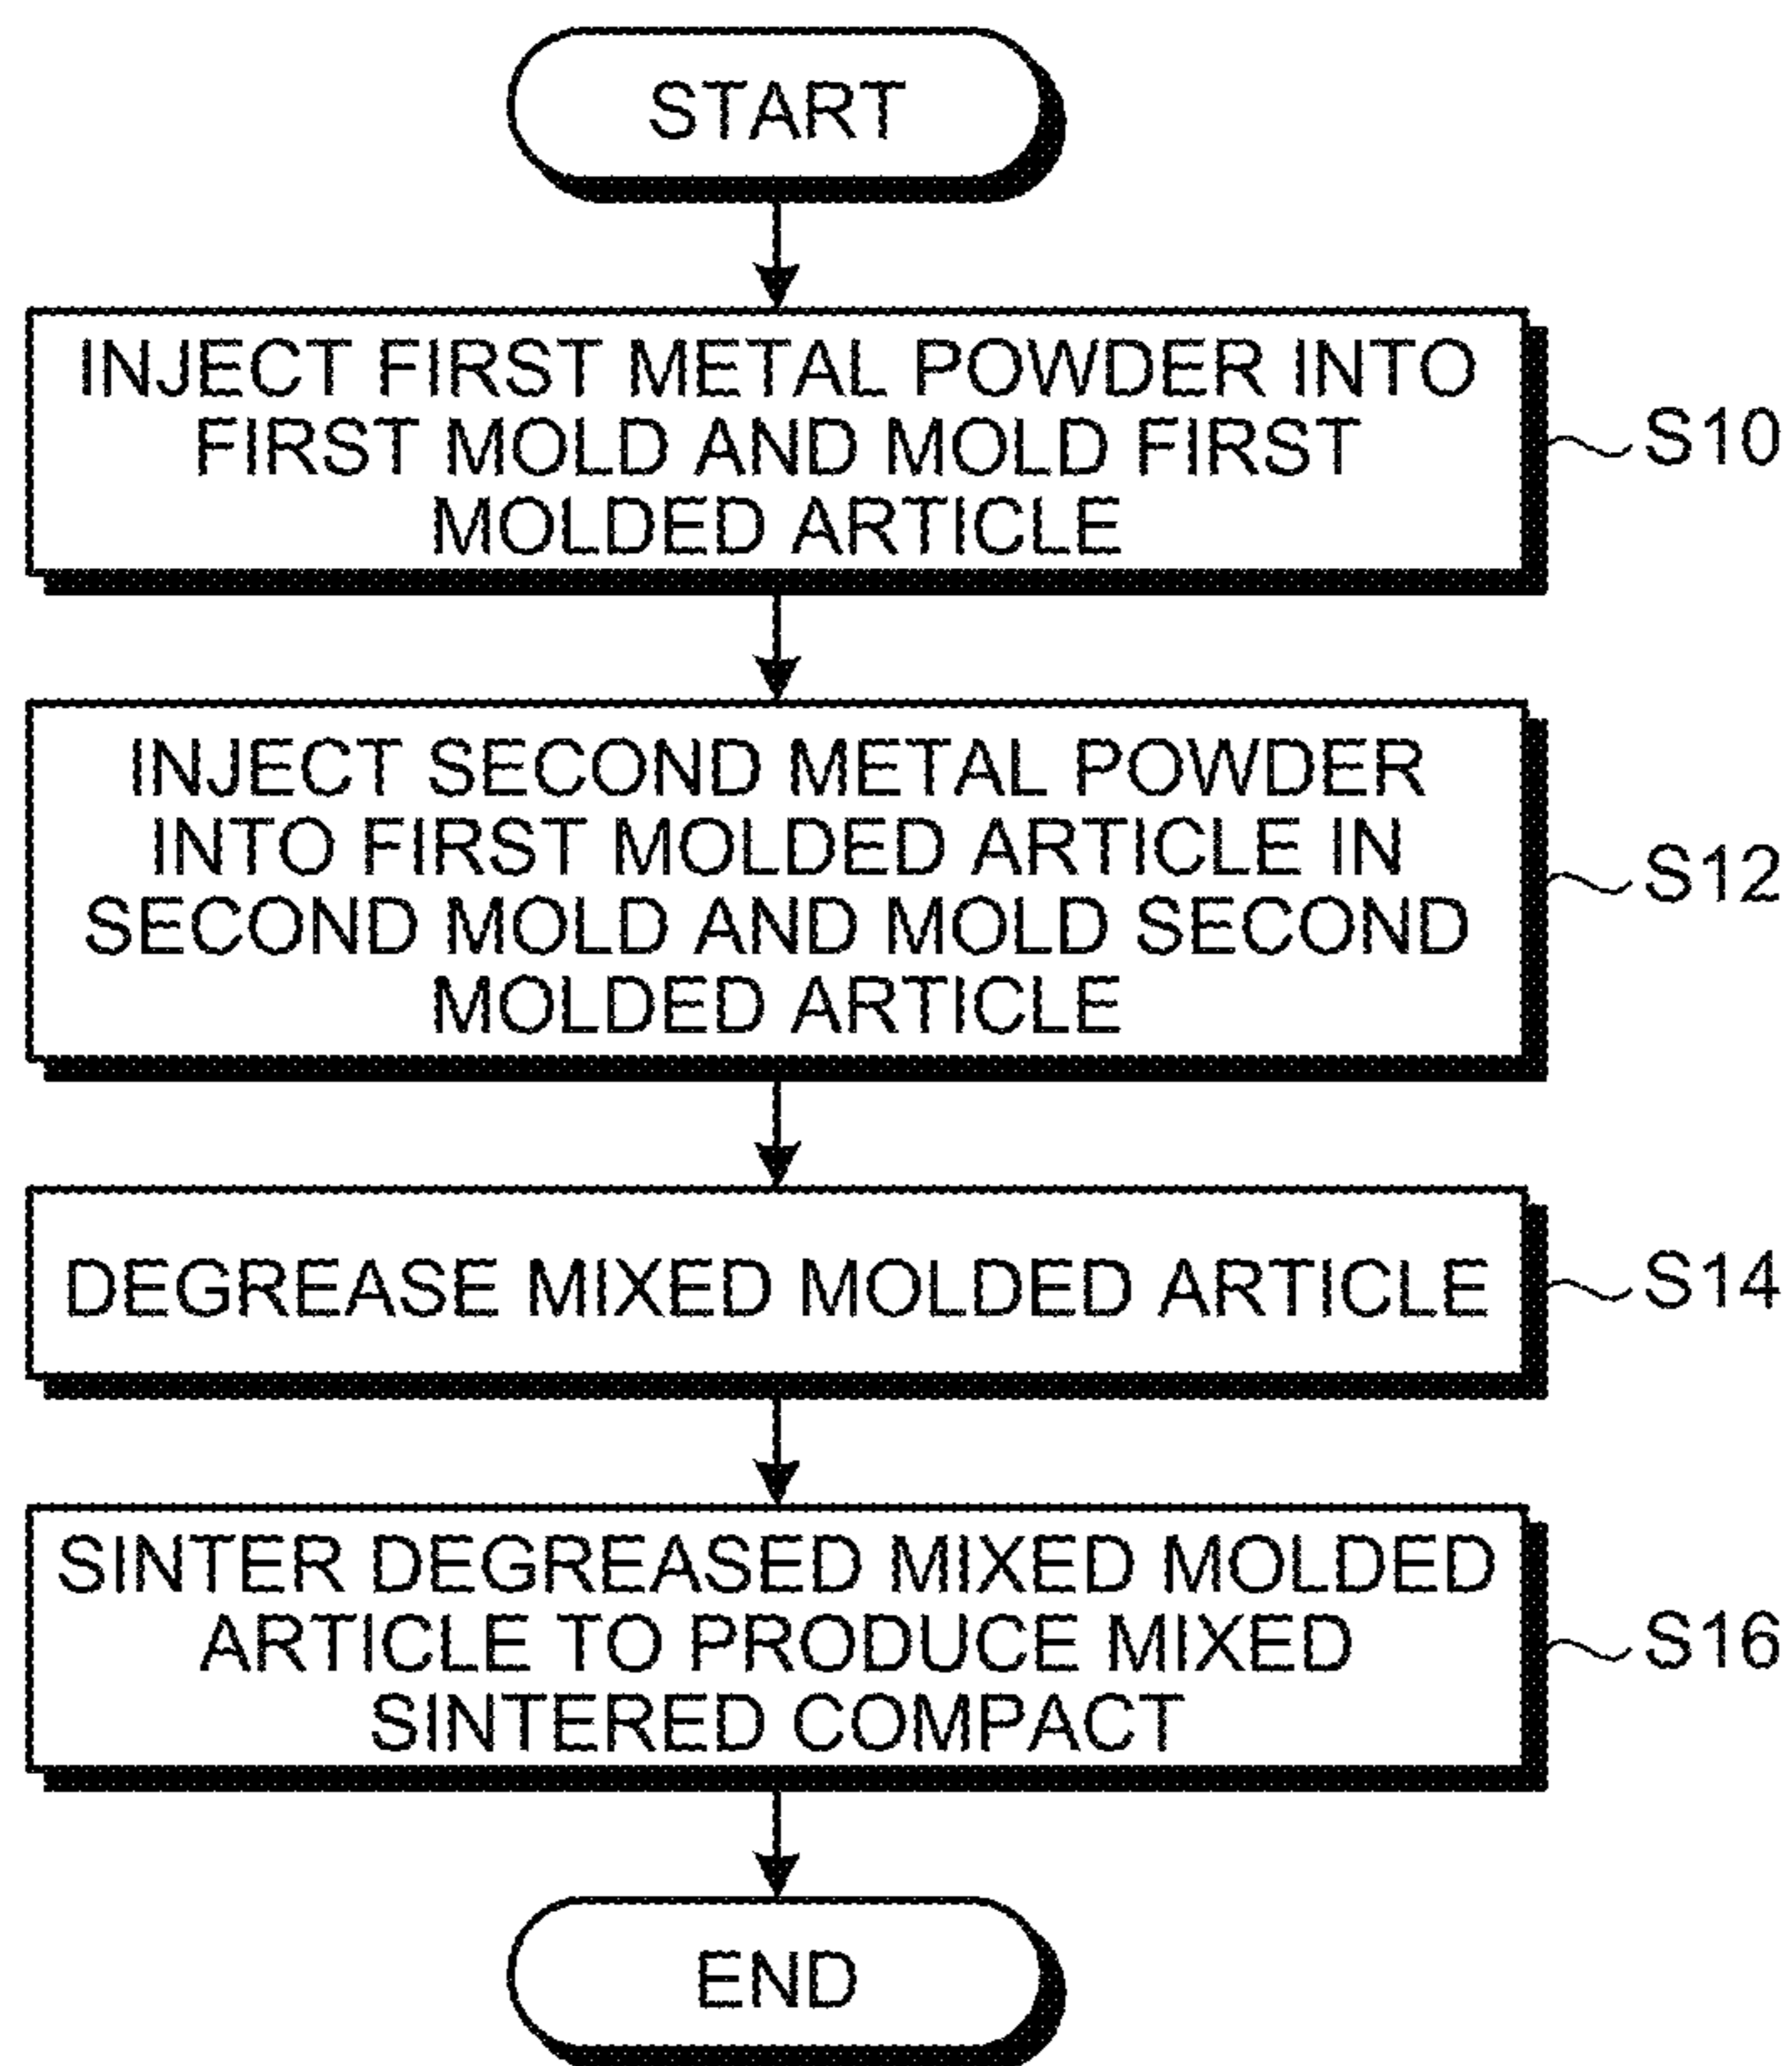 START
INJECT FIRST METAL POWDER INTO
FIRST MOLD AND MOLD FIRST
MOLDED ARTICLE
S10
INJECT SECOND METAL POWDER
INTO FIRST MOLDED ARTICLE IN
SECOND MOLD AND MOLD SECOND
MOLDED ARTICLE
S12
DEGREASE MIXED MOLDED ARTICLE
S14
SINTER DEGREASED MIXED MOLDED
ARTICLE TO PRODUCE MIXED
SINTERED COMPACT
S16
END